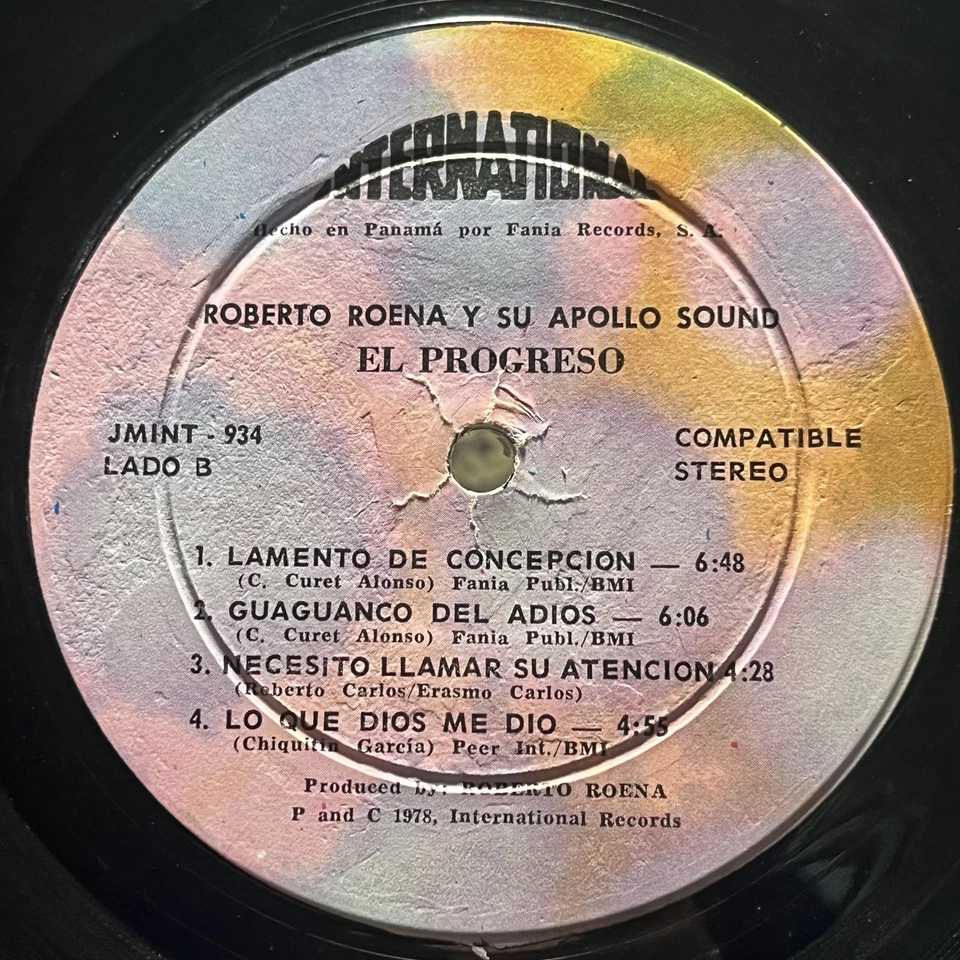 INTERNATIONAL
Hecho en Panamá por Fania Records, S. A.
ROBERTO ROENA Y SU APOLLO SOUND
EL PROGRESO
JMINT - 934
LADO B
COMPATIBLE
STEREO
1. LAMENTO DE CONCEPCION — 6:48
(C. Curet Alonso) Fania Publ./BMI
2. GUAGUANCO DEL ADIOS — 6:06
(C. Curet Alonso) Fania Publ./BMI
3. NECESITO LLAMAR SU ATENCION 4:28
(Roberto Carlos/Erasmo Carlos)
4. LO QUE DIOS ME DIO — 4:55
(Chiquitin García) Peer Int./BMI
Produced by: ROBERTO ROENA
P and C 1978, International Records